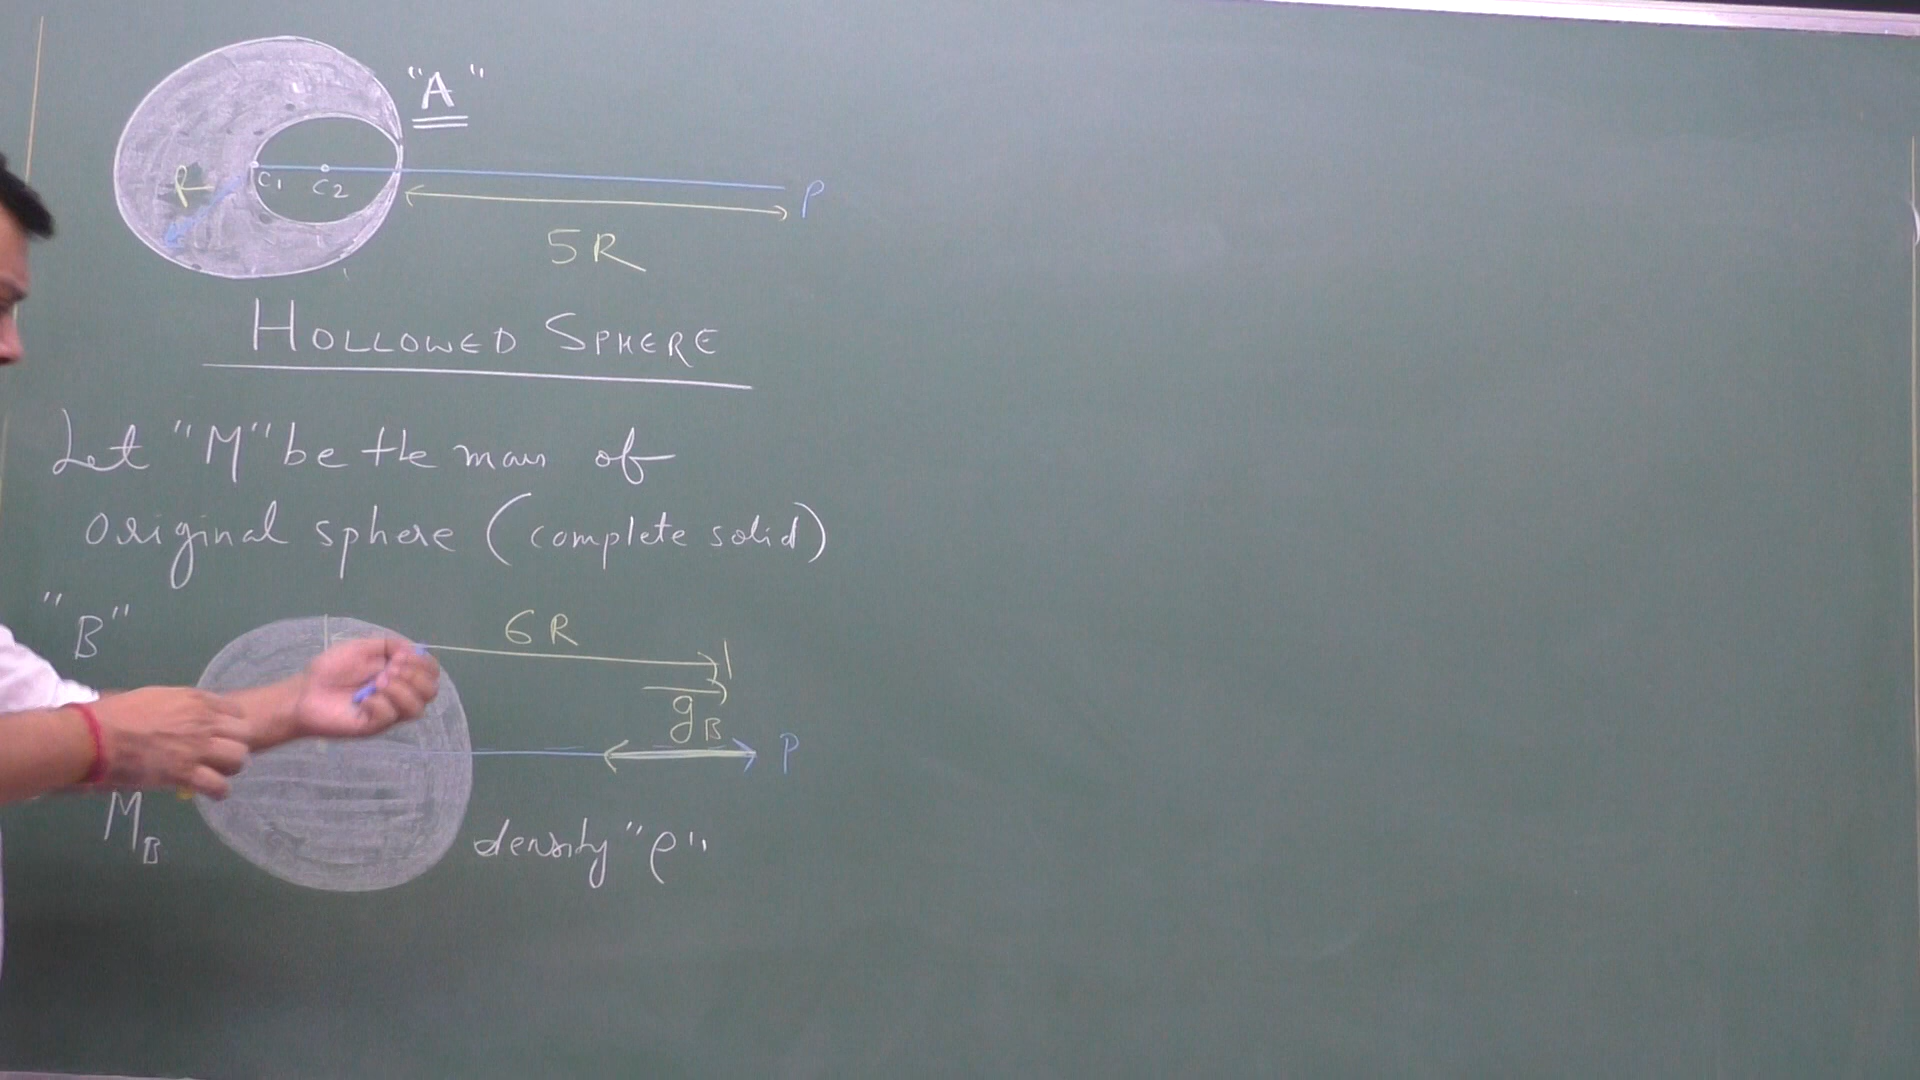 "A"
R
C1 C2
P
5R
HOLLOWED SPHERE
Let "M" be the mass of
original sphere (complete solid)
"B"
6R
gB
P
MB
density "ρ"